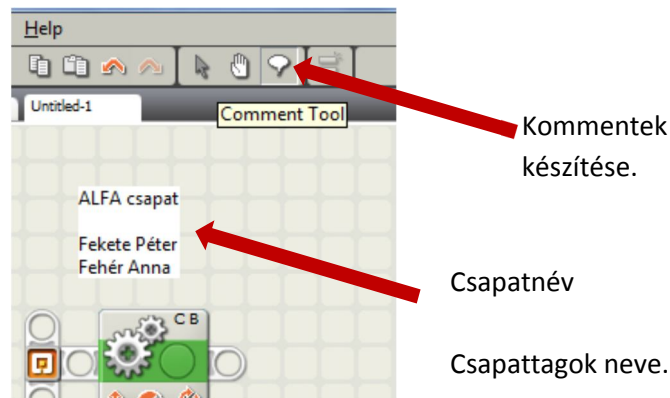 Help
Untitled-1
Comment Tool
Kommentek
készítése.
ALFA csapat
Fekete Péter
Fehér Anna
Csapatnév
C B
Csapattagok neve.